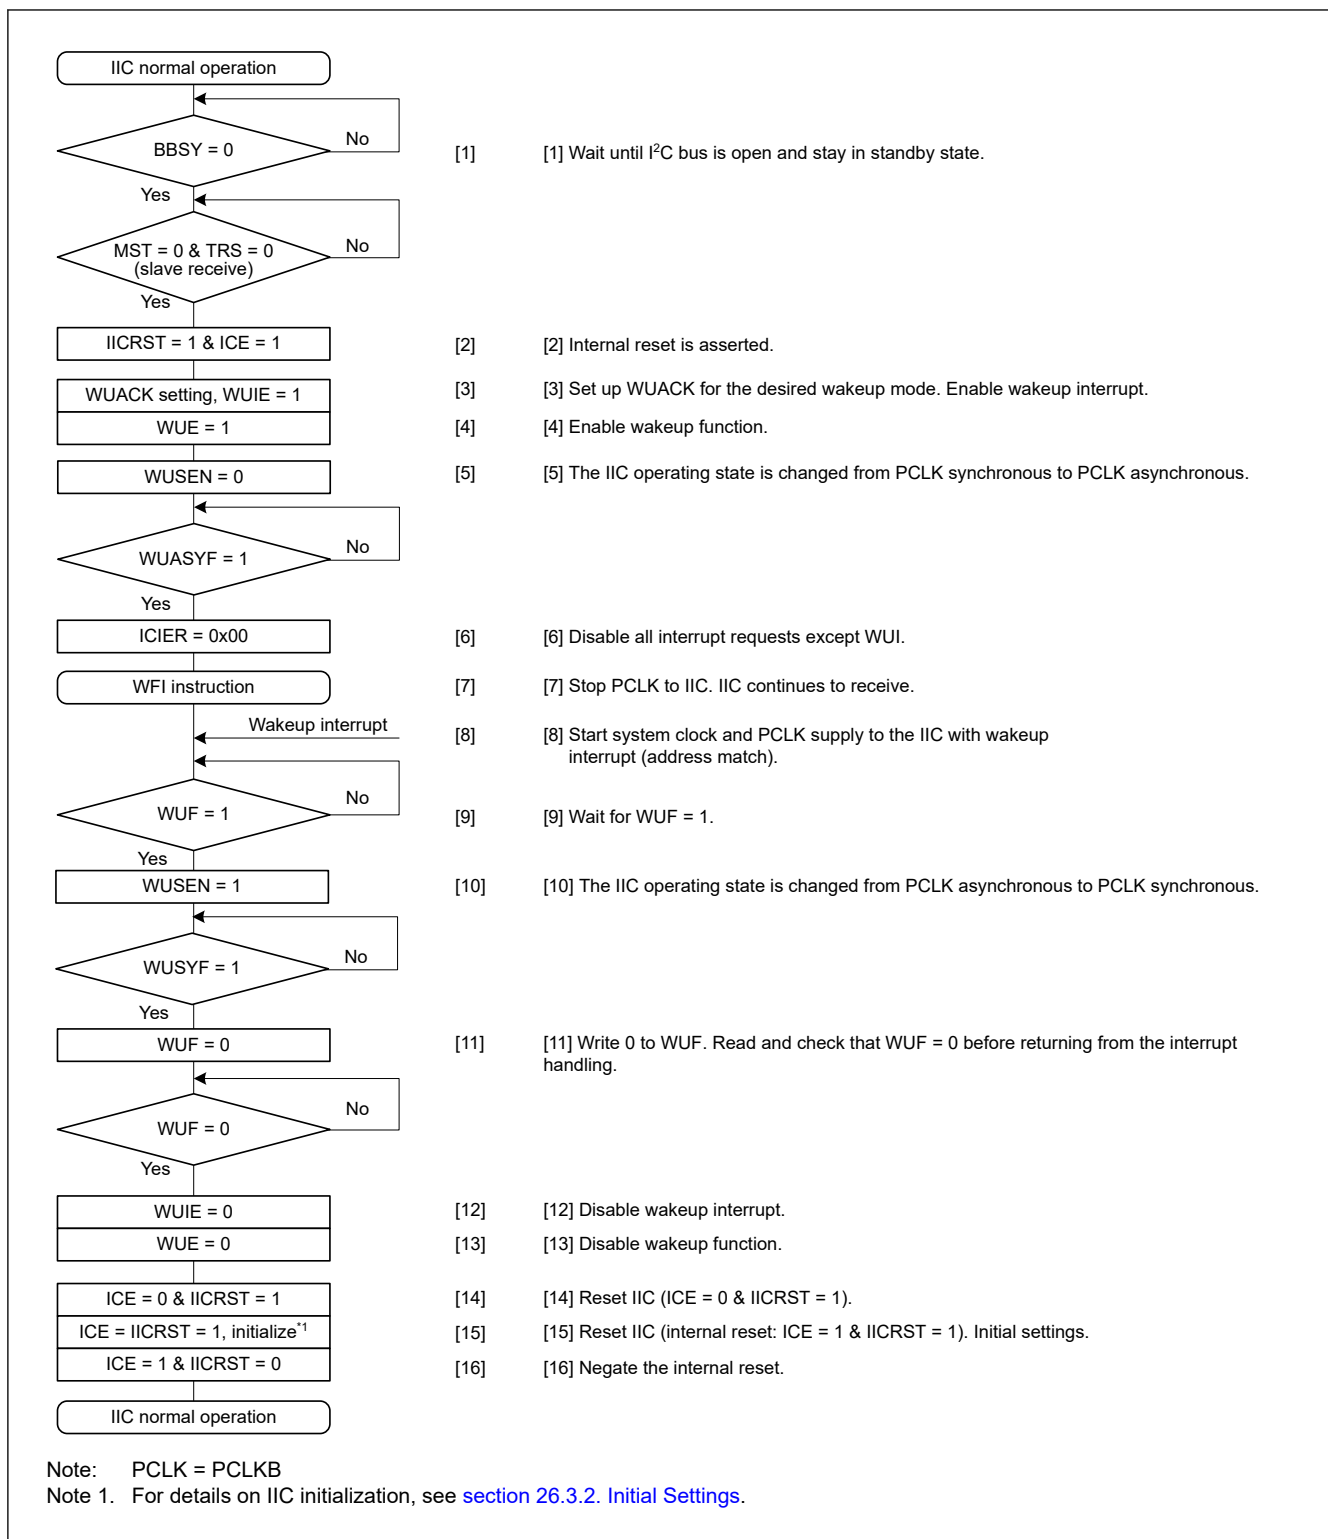 IIC normal operation
BBSY = 0
No
[1] [1] Wait until I²C bus is open and stay in standby state.
Yes
MST = 0 & TRS = 0
(slave receive)
No
Yes
IICRST = 1 & ICE = 1
[2] [2] Internal reset is asserted.
WUACK setting, WUIE = 1
[3] [3] Set up WUACK for the desired wakeup mode. Enable wakeup interrupt.
WUE = 1
[4] [4] Enable wakeup function.
WUSEN = 0
[5] [5] The IIC operating state is changed from PCLK synchronous to PCLK asynchronous.
WUASYF = 1
No
Yes
ICIER = 0x00
[6] [6] Disable all interrupt requests except WUI.
WFI instruction
[7] [7] Stop PCLK to IIC. IIC continues to receive.
Wakeup interrupt
[8] [8] Start system clock and PCLK supply to the IIC with wakeup
interrupt (address match).
WUF = 1
No
[9] [9] Wait for WUF = 1.
Yes
WUSEN = 1
[10] [10] The IIC operating state is changed from PCLK asynchronous to PCLK synchronous.
WUSYF = 1
No
Yes
WUF = 0
[11] [11] Write 0 to WUF. Read and check that WUF = 0 before returning from the interrupt
handling.
WUF = 0
No
Yes
WUIE = 0
[12] [12] Disable wakeup interrupt.
WUE = 0
[13] [13] Disable wakeup function.
ICE = 0 & IICRST = 1
[14] [14] Reset IIC (ICE = 0 & IICRST = 1).
ICE = IICRST = 1, initialize*1
[15] [15] Reset IIC (internal reset: ICE = 1 & IICRST = 1). Initial settings.
ICE = 1 & IICRST = 0
[16] [16] Negate the internal reset.
IIC normal operation
Note: PCLK = PCLKB
Note 1. For details on IIC initialization, see section 26.3.2. Initial Settings.